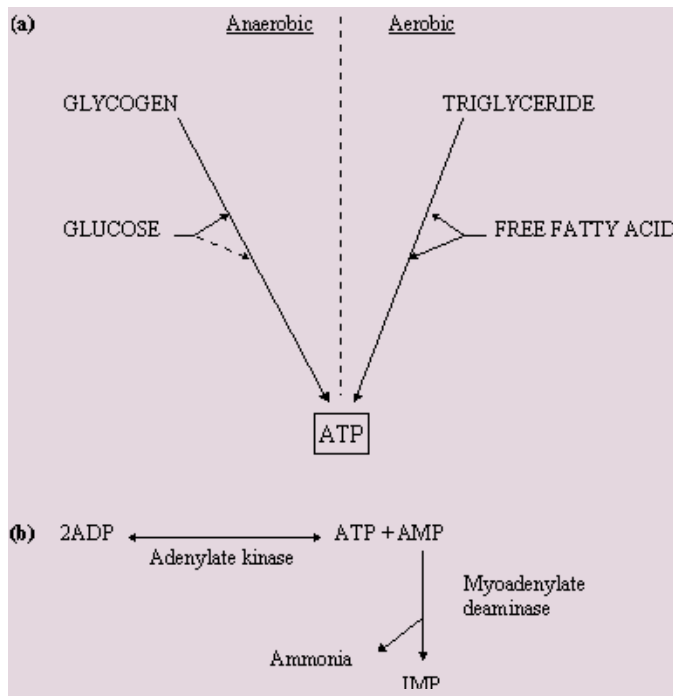 (a) Anaerobic Aerobic
GLYCOGEN TRIGLYCERIDE
GLUCOSE FREE FATTY ACID
ATP
(b) 2ADP ATP + AMP
Adenylate kinase
Myoadenylate
deaminase
Ammonia
IMP